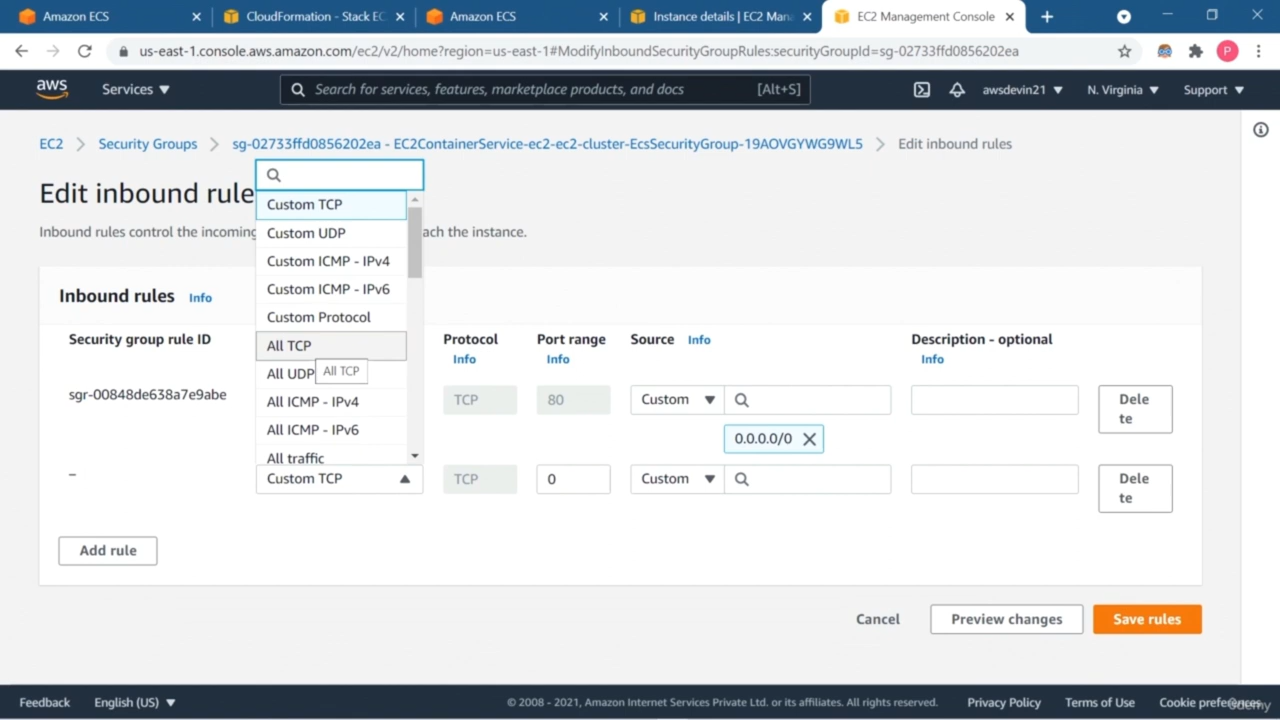 Amazon ECS
CloudFormation - Stack EC
Amazon ECS
Instance details | EC2 Mana
EC2 Management Console
us-east-1.console.aws.amazon.com/ec2/v2/home?region=us-east-1#ModifyInboundSecurityGroupRules:securityGroupId=sg-02733ffd0856202ea
P
aws
Services
Search for services, features, marketplace products, and docs
[Alt+S]
awsdevin21
N. Virginia
Support
EC2 > Security Groups > sg-02733ffd0856202ea - EC2ContainerService-ec2-ec2-cluster-EcsSecurityGroup-19AOVGYWG9WL5 > Edit inbound rules
Edit inbound rule
Inbound rules control the incoming
ach the instance.
Custom TCP
Custom UDP
Custom ICMP - IPv4
Custom ICMP - IPv6
Custom Protocol
All TCP
All UDP
All TCP
All ICMP - IPv4
All ICMP - IPv6
All traffic
Inbound rules Info
Security group rule ID
Protocol
Info
Port range
Info
Source Info
Description - optional
Info
sgr-00848de638a7e9abe
TCP
80
Custom
Dele
te
0.0.0.0/0
–
Custom TCP
TCP
0
Custom
Dele
te
Add rule
Cancel
Preview changes
Save rules
Feedback
English (US)
© 2008 - 2021, Amazon Internet Services Private Ltd. or its affiliates. All rights reserved.
Privacy Policy
Terms of Use
Cookie preferences
Udemy